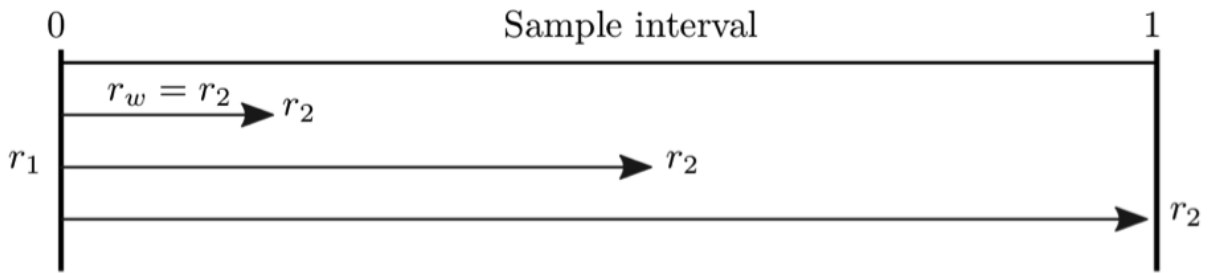 0 Sample interval 1
r_w = r_2 r_2
r_1 r_2
r_2